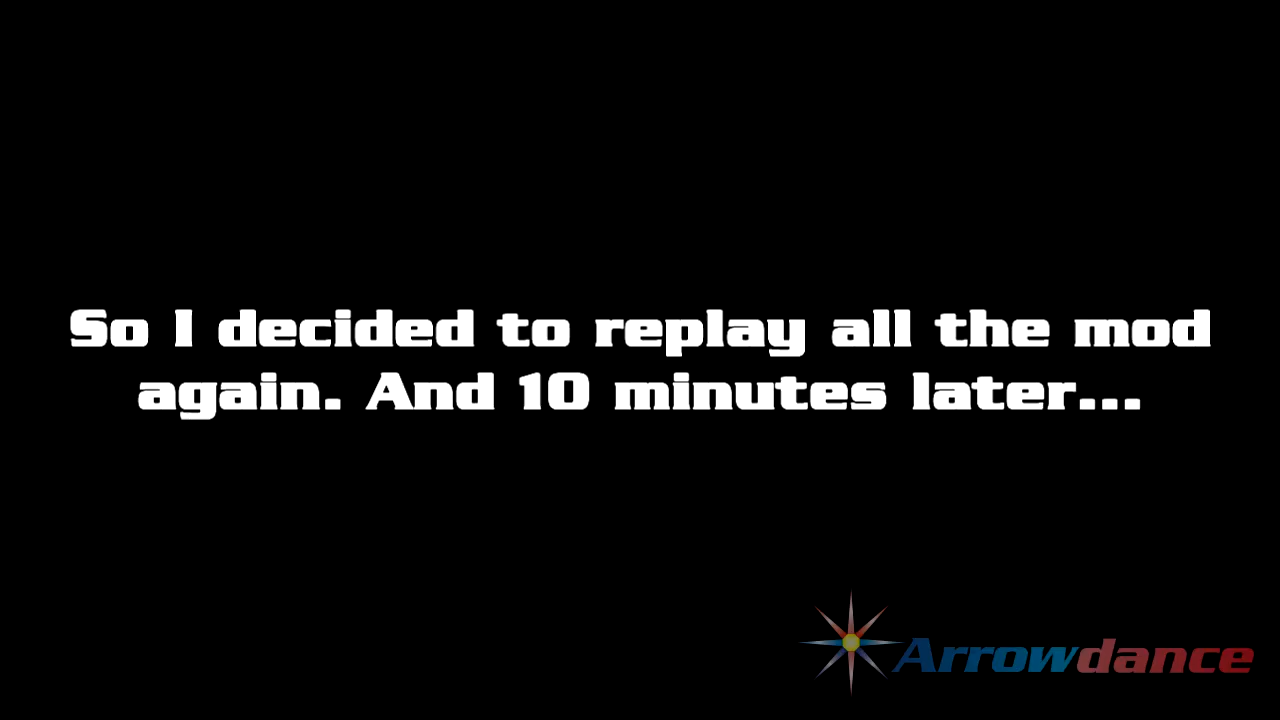 So I decided to replay all the mod
again. And 10 minutes later...
Arrowdance